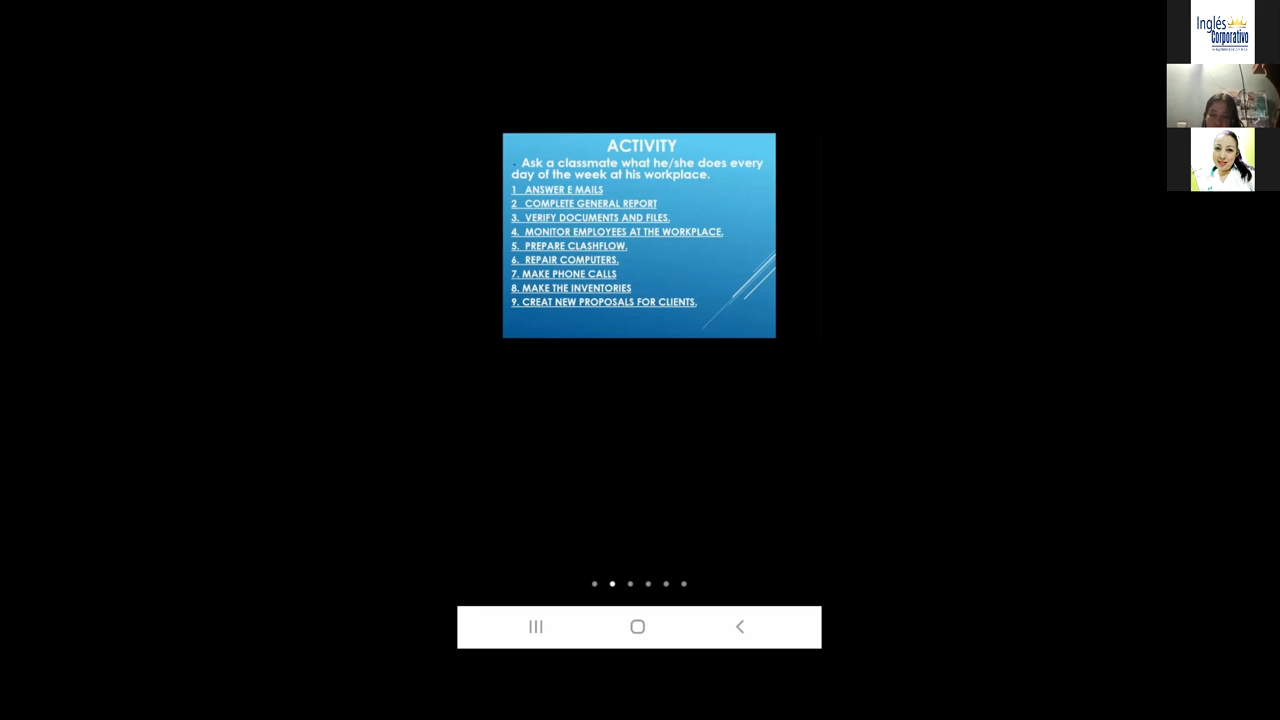 Inglés
Corporativo
ACTIVITY
. Ask a classmate what he/she does every
day of the week at his workplace.
1 ANSWER E MAILS
2 COMPLETE GENERAL REPORT
3. VERIFY DOCUMENTS AND FILES.
4. MONITOR EMPLOYEES AT THE WORKPLACE.
5. PREPARE CLASHFLOW.
6. REPAIR COMPUTERS.
7. MAKE PHONE CALLS
8. MAKE THE INVENTORIES
9. CREAT NEW PROPOSALS FOR CLIENTS.